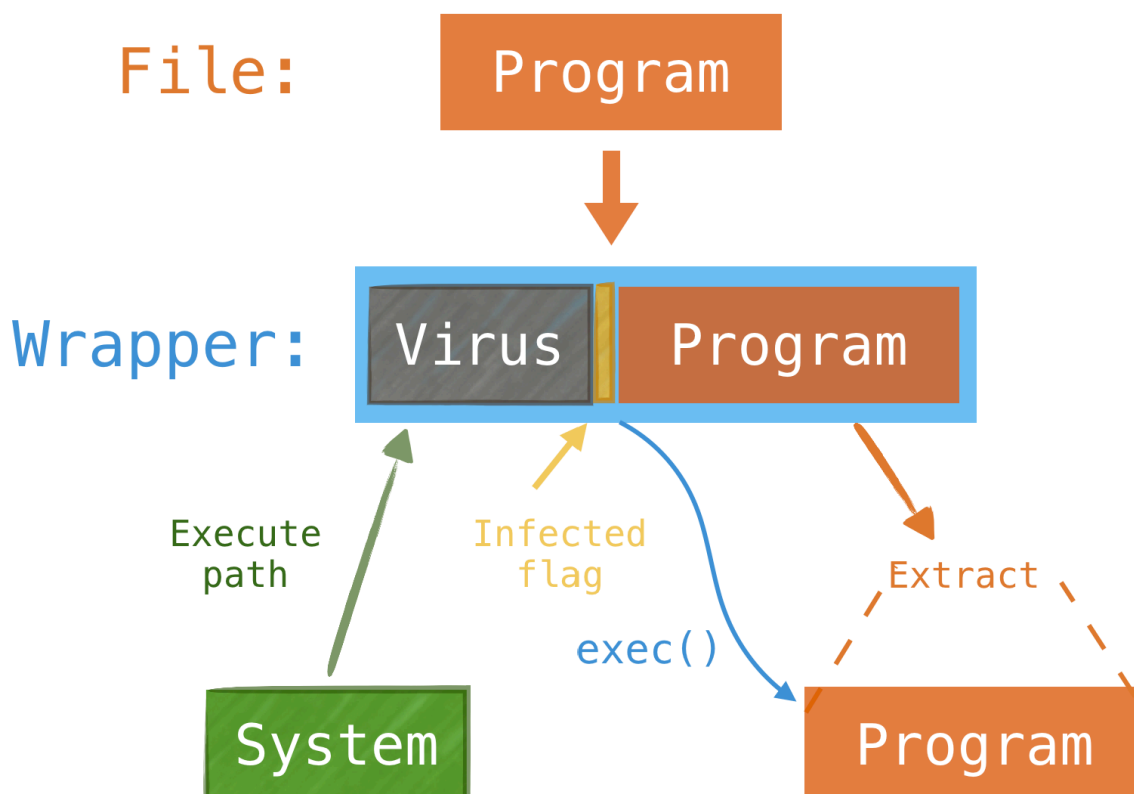 File:
Program
Wrapper:
Virus
Program
Execute
path
Infected
flag
Extract
exec()
System
Program